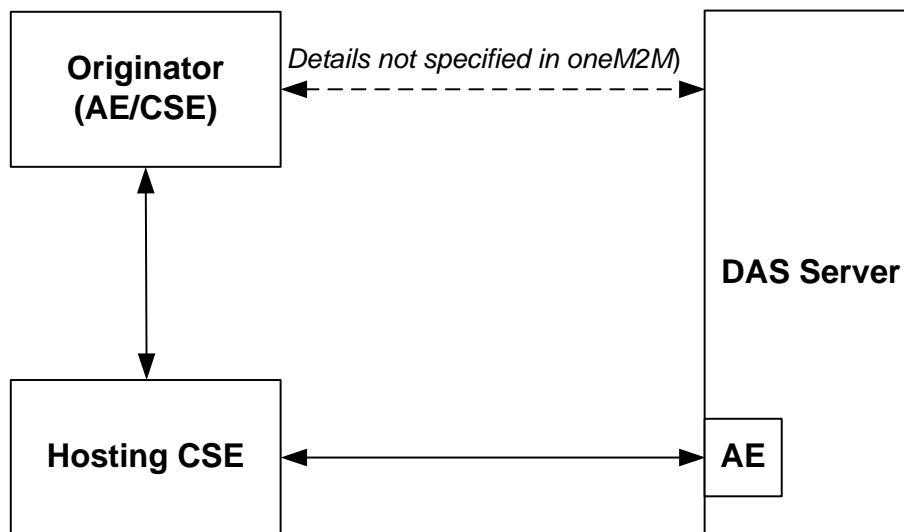 Originator
(AE/CSE)
Details not specified in oneM2M)
DAS Server
Hosting CSE
AE